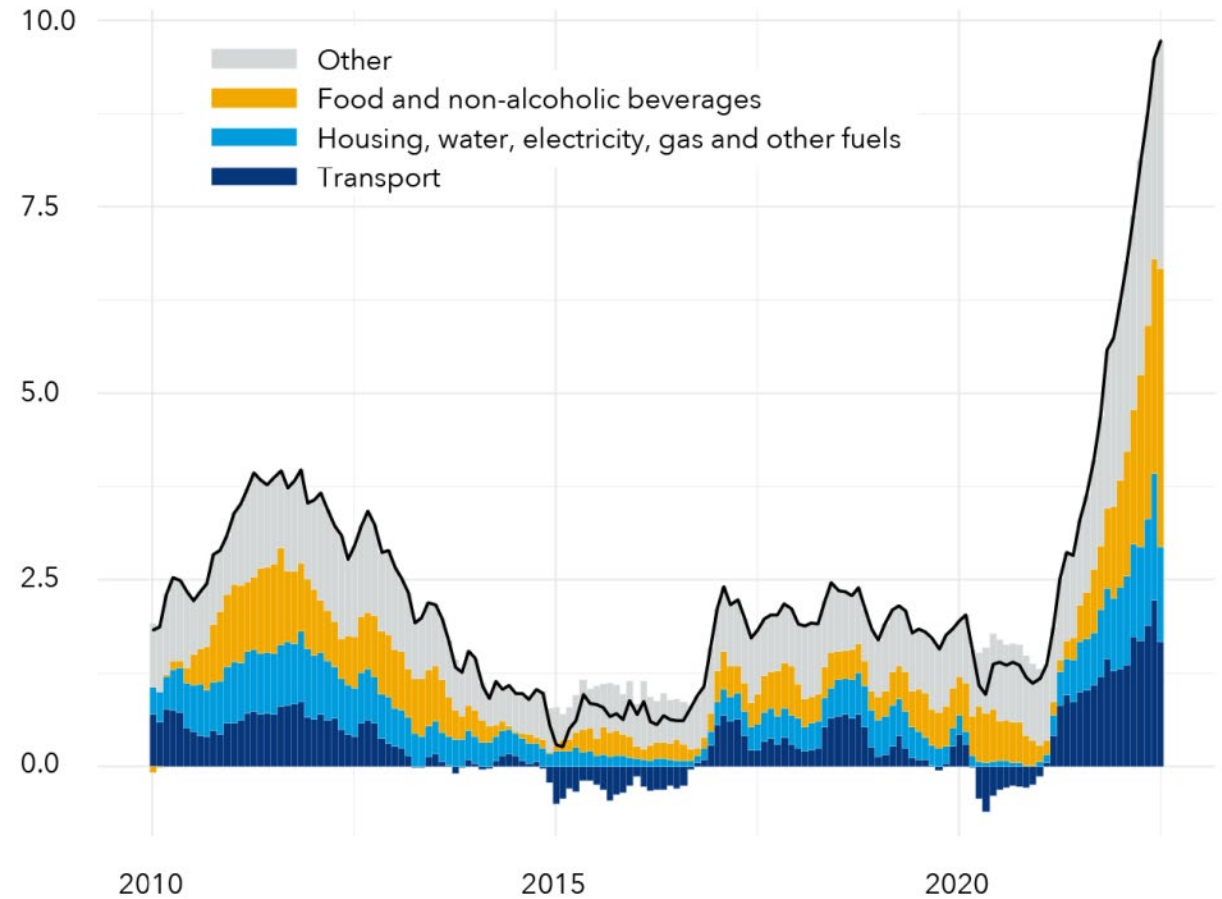 10.0
Other
Food and non-alcoholic beverages
Housing, water, electricity, gas and other fuels
Transport
7.5
5.0
2.5
0.0
2010 2015 2020